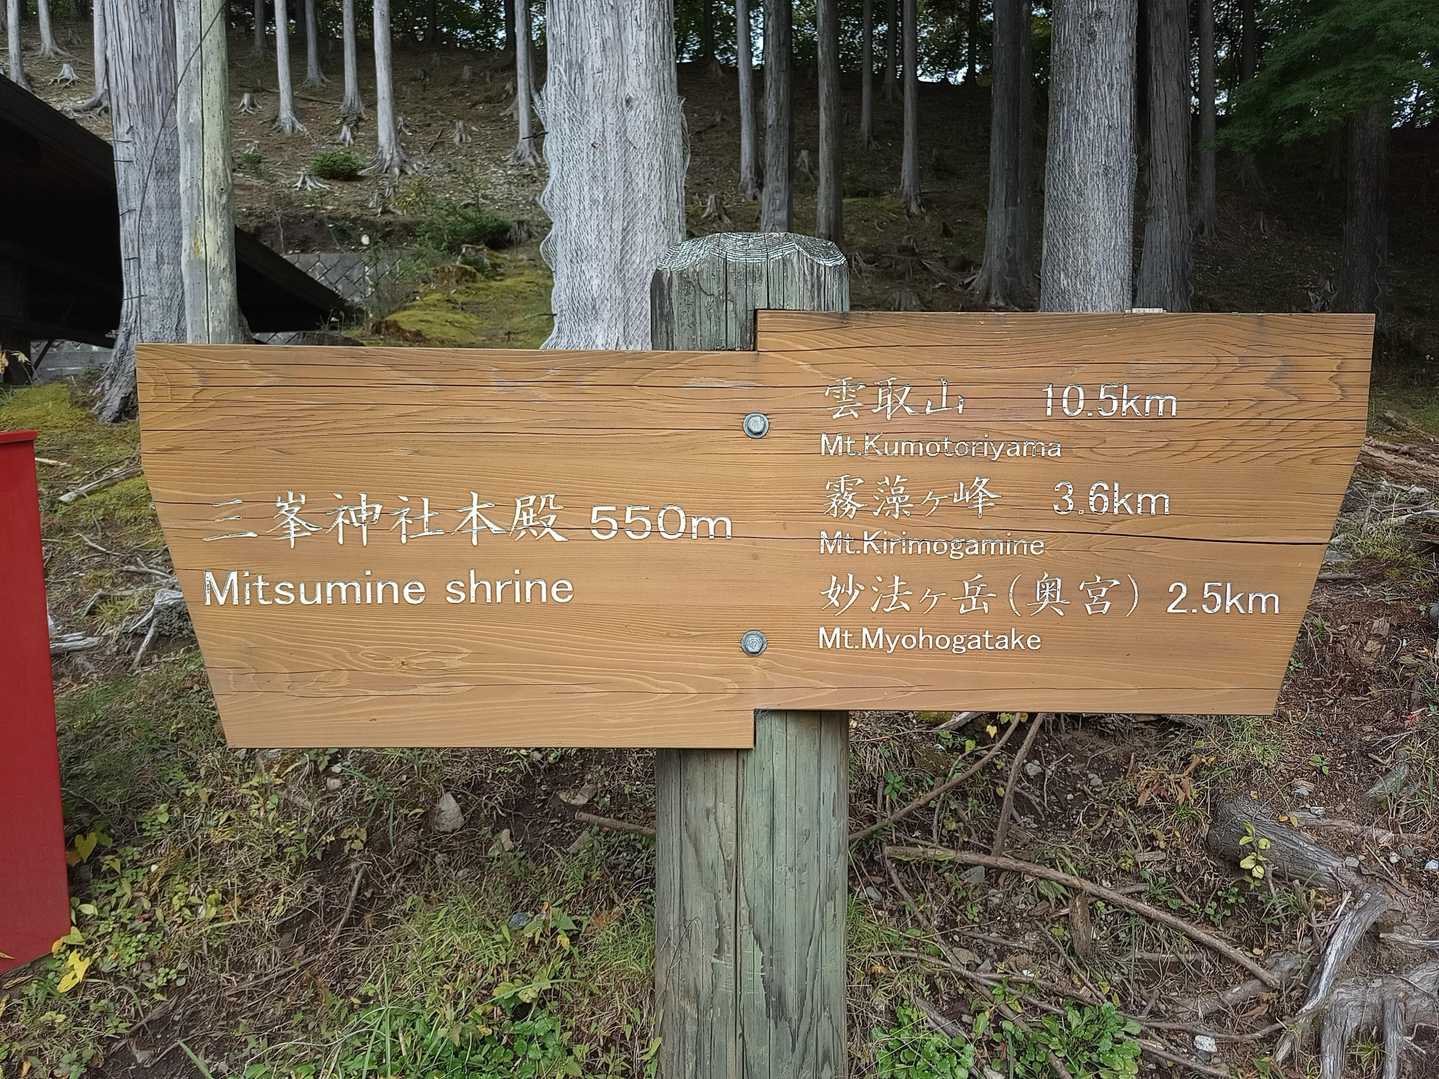 三峯神社本殿 550m
Mitsumine shrine
雲取山 10.5km
Mt.Kumotoriyama
霧藻ヶ峰 3.6km
Mt.Kirimogamine
妙法ヶ岳(奥宮) 2.5km
Mt.Myohogatake